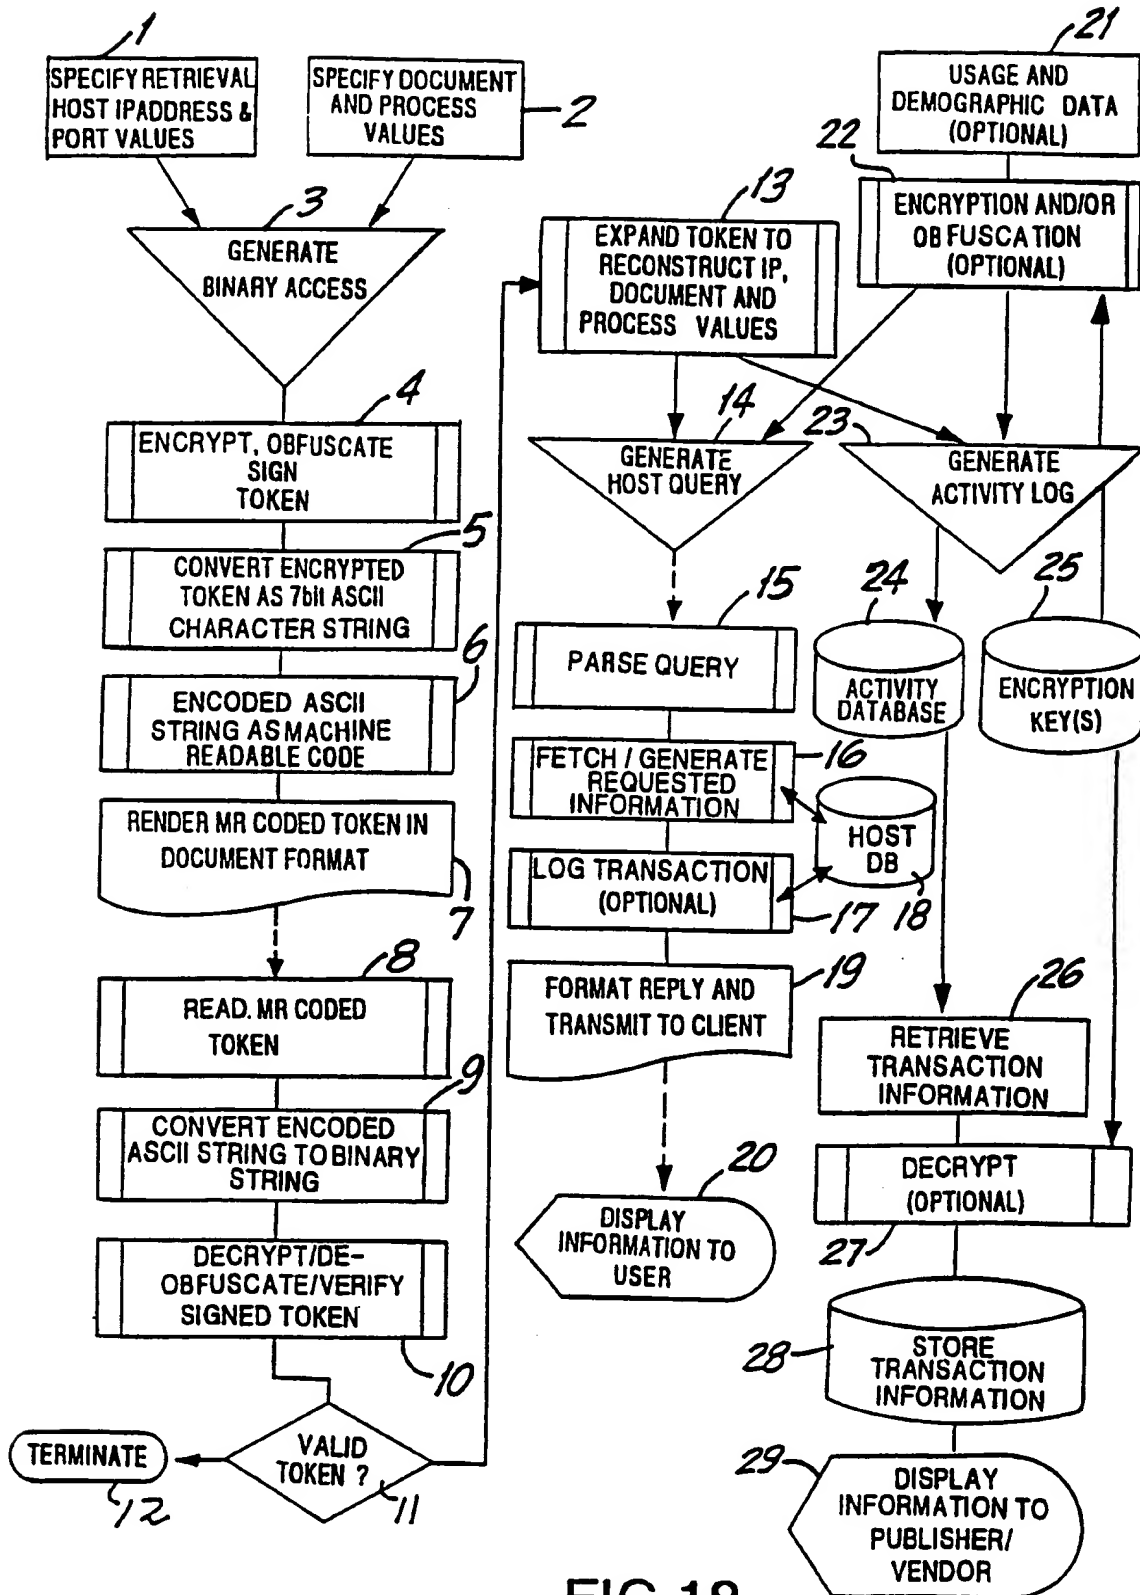 1
SPECIFY RETRIEVAL
HOST IPADDRESS &
PORT VALUES
SPECIFY DOCUMENT
AND PROCESS
VALUES
2
3
GENERATE
BINARY ACCESS
4
ENCRYPT, OBFUSCATE
SIGN
TOKEN
5
CONVERT ENCRYPTED
TOKEN AS 7bit ASCII
CHARACTER STRING
6
ENCODED ASCII
STRING AS MACHINE
READABLE CODE
RENDER MR CODED TOKEN IN
DOCUMENT FORMAT
7
8
READ. MR CODED
TOKEN
9
CONVERT ENCODED
ASCII STRING TO BINARY
STRING
DECRYPT/DE-
OBFUSCATE/VERIFY
SIGNED TOKEN
10
VALID
TOKEN ?
11
TERMINATE
12
13
EXPAND TOKEN TO
RECONSTRUCT IP,
DOCUMENT AND
PROCESS VALUES
14
GENERATE
HOST QUERY
15
PARSE QUERY
FETCH / GENERATE
REQUESTED
INFORMATION
16
LOG TRANSACTION
(OPTIONAL)
17
HOST
DB
18
19
FORMAT REPLY AND
TRANSMIT TO CLIENT
20
DISPLAY
INFORMATION TO
USER
21
USAGE AND
DEMOGRAPHIC DATA
(OPTIONAL)
22
ENCRYPTION AND/OR
OB FUSCATION
(OPTIONAL)
23
GENERATE
ACTIVITY LOG
24
ACTIVITY
DATABASE
25
ENCRYPTION
KEY(S)
26
RETRIEVE
TRANSACTION
INFORMATION
DECRYPT
(OPTIONAL)
27
28
STORE
TRANSACTION
INFORMATION
29
DISPLAY
INFORMATION TO
PUBLISHER/
VENDOR
FIG.18